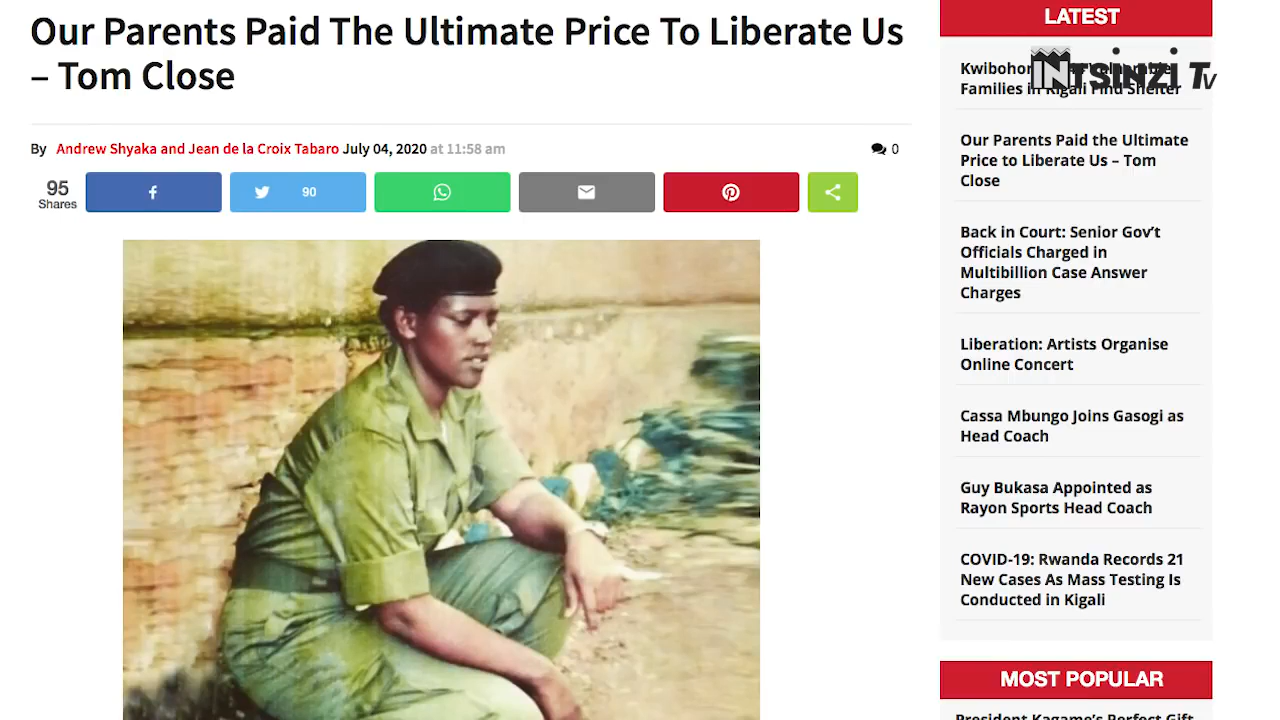 Our Parents Paid The Ultimate Price To Liberate Us
– Tom Close
By Andrew Shyaka and Jean de la Croix Tabaro July 04, 2020 at 11:58 am
0
95
Shares
90
LATEST
INTSINZI TV
Families in Kigali Find Shelter
Our Parents Paid the Ultimate
Price to Liberate Us – Tom
Close
Back in Court: Senior Gov’t
Officials Charged in
Multibillion Case Answer
Charges
Liberation: Artists Organise
Online Concert
Cassa Mbungo Joins Gasogi as
Head Coach
Guy Bukasa Appointed as
Rayon Sports Head Coach
COVID-19: Rwanda Records 21
New Cases As Mass Testing Is
Conducted in Kigali
MOST POPULAR
President Kagame’s Perfect Gift